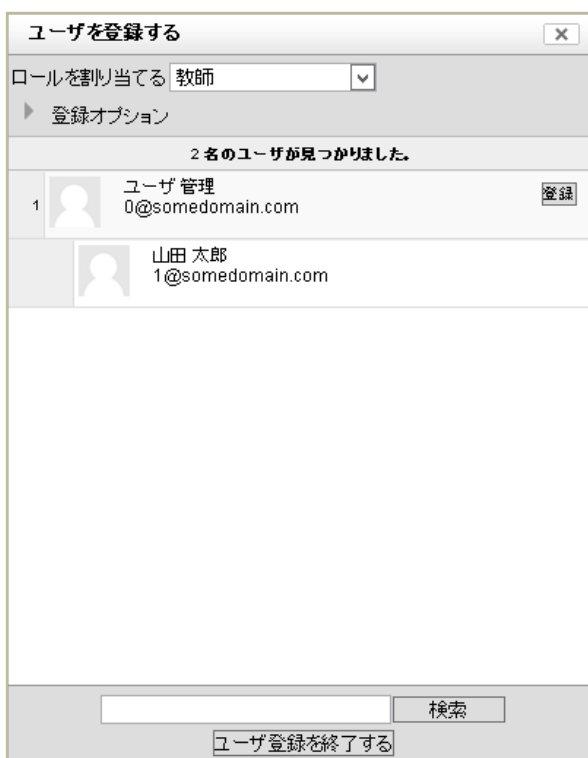 ユーザを登録する
ロールを割り当てる 教師
登録オプション
2 名のユーザが見つかりました。
1
ユーザ 管理
0@somedomain.com
登録
山田 太郎
1@somedomain.com
検索
ユーザ登録を終了する